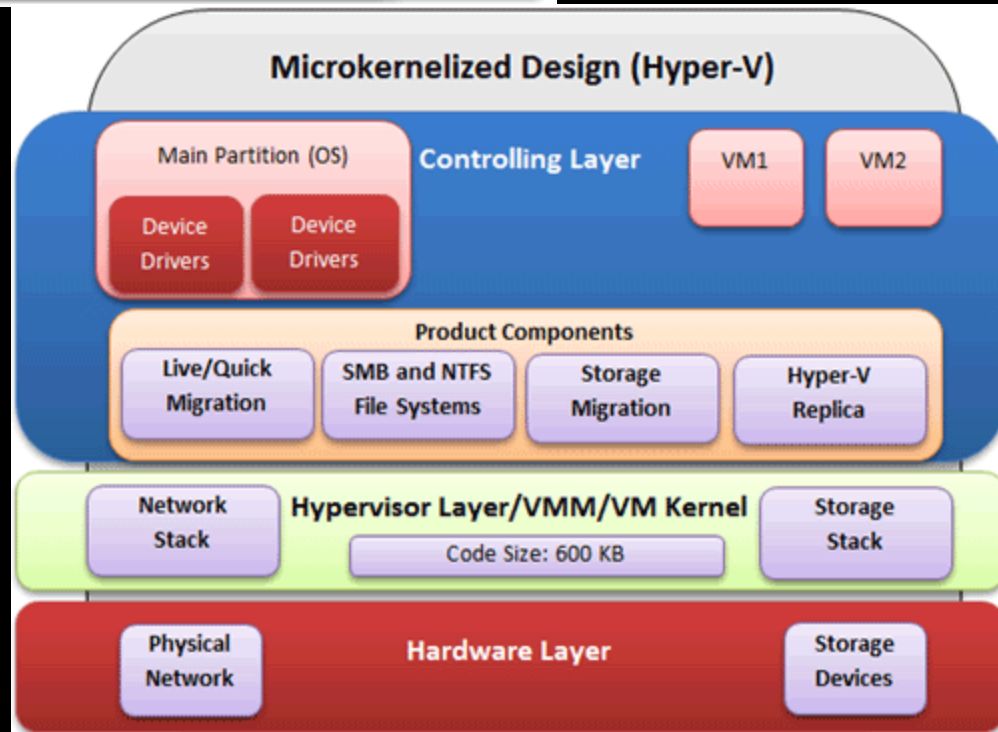 Microkernelized Design (Hyper-V)
Main Partition (OS)
Controlling Layer
VM1
VM2
Device
Drivers
Device
Drivers
Product Components
Live/Quick
Migration
SMB and NTFS
File Systems
Storage
Migration
Hyper-V
Replica
Network
Stack
Hypervisor Layer/VMM/VM Kernel
Code Size: 600 KB
Storage
Stack
Physical
Network
Hardware Layer
Storage
Devices